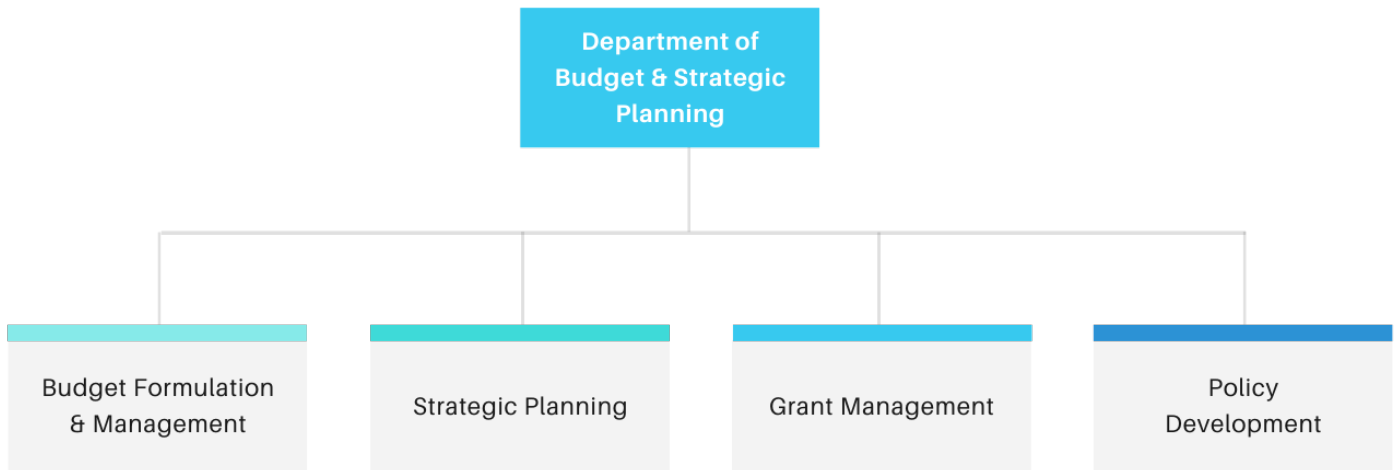 Department of
Budget & Strategic
Planning
Budget Formulation
& Management
Strategic Planning
Grant Management
Policy
Development